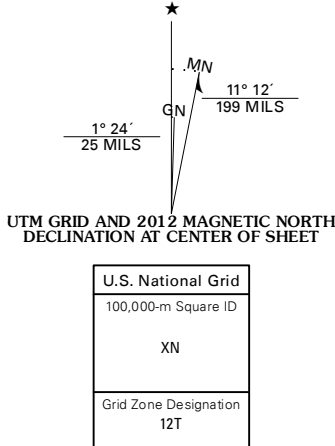 ★
MN
GN
11° 12´
199 MILS
1° 24´
25 MILS
UTM GRID AND 2012 MAGNETIC NORTH
DECLINATION AT CENTER OF SHEET
U.S. National Grid
100,000-m Square ID
XN
Grid Zone Designation
12T